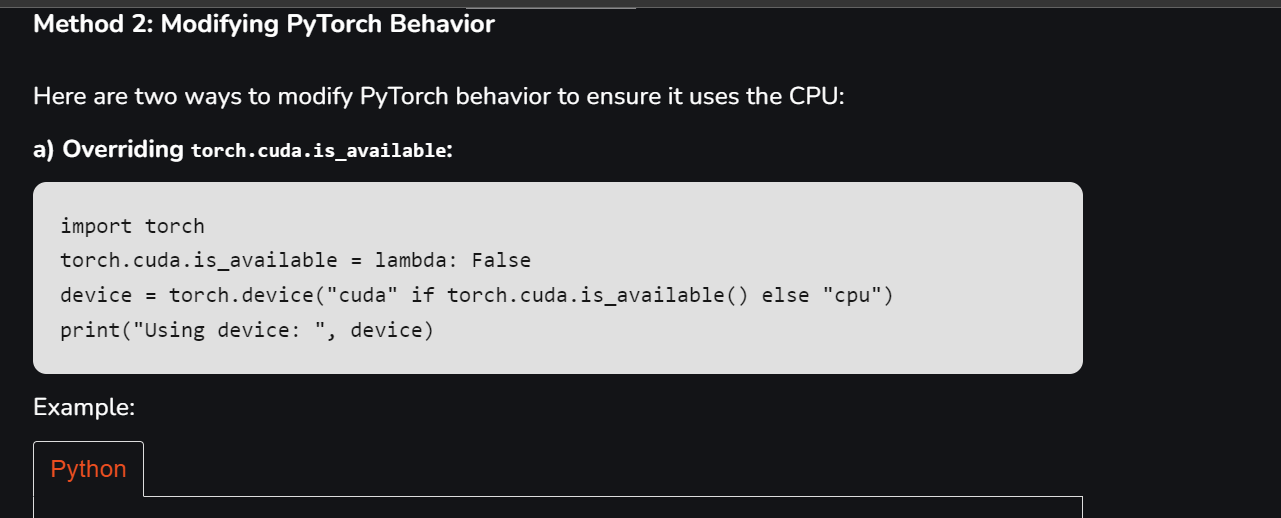 Method 2: Modifying PyTorch Behavior
Here are two ways to modify PyTorch behavior to ensure it uses the CPU:
a) Overriding torch.cuda.is_available:
import torch
torch.cuda.is_available = lambda: False
device = torch.device("cuda" if torch.cuda.is_available() else "cpu")
print("Using device: ", device)
Example:
Python